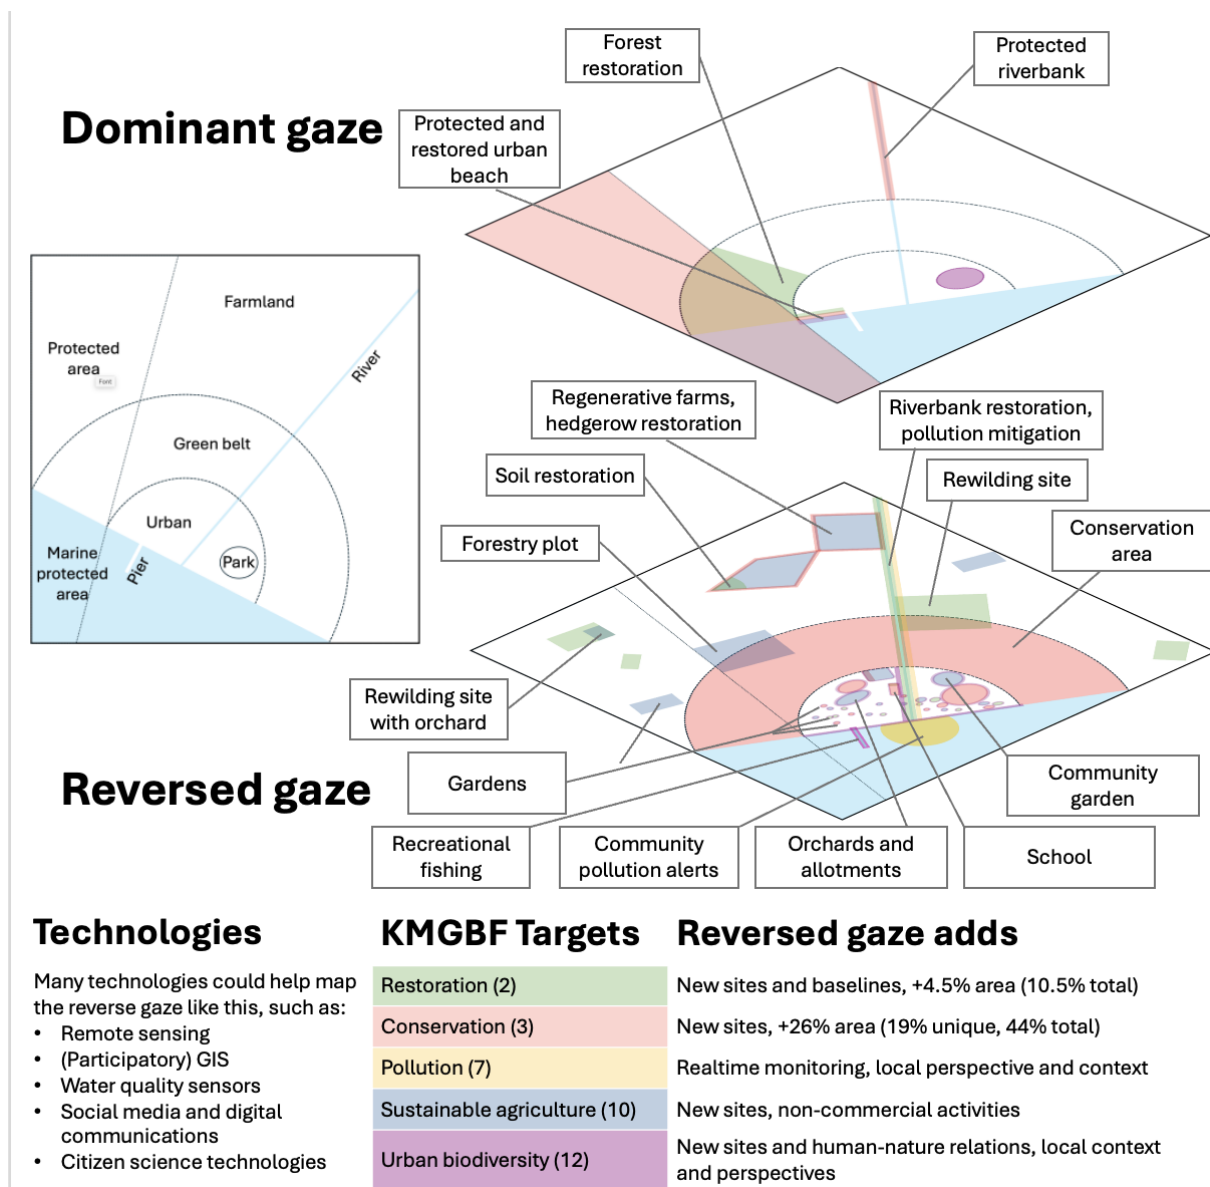 Forest
restoration
Protected
riverbank
Dominant gaze
Protected and
restored urban
beach
Farmland
Protected
area
Font
River
Green belt
Urban
Park
Marine
protected
area
Pier
Regenerative farms,
hedgerow restoration
Riverbank restoration,
pollution mitigation
Soil restoration
Rewilding site
Forestry plot
Conservation
area
Rewilding site
with orchard
Reversed gaze
Gardens
Community
garden
Recreational
fishing
Community
pollution alerts
Orchards and
allotments
School
Technologies
Many technologies could help map
the reverse gaze like this, such as:
• Remote sensing
• (Participatory) GIS
• Water quality sensors
• Social media and digital
communications
• Citizen science technologies
KMGBF Targets
Reversed gaze adds
Restoration (2)
New sites and baselines, +4.5% area (10.5% total)
Conservation (3)
New sites, +26% area (19% unique, 44% total)
Pollution (7)
Realtime monitoring, local perspective and context
Sustainable agriculture (10)
New sites, non-commercial activities
Urban biodiversity (12)
New sites and human-nature relations, local context
and perspectives